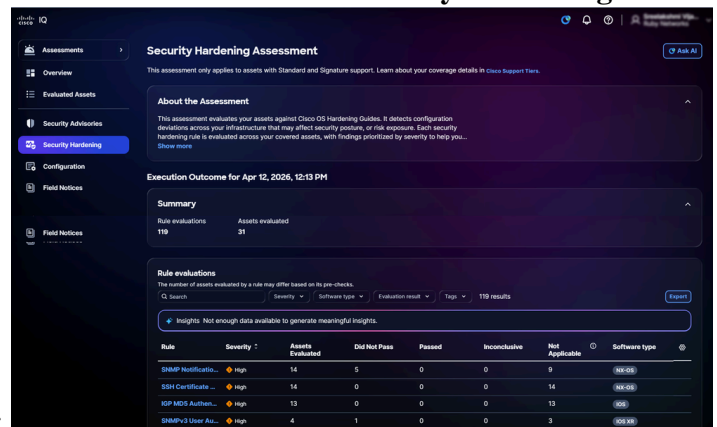 Security Hardening
cisco IQ
Assessments
Overview
Evaluated Assets
Security Advisories
Security Hardening
Configuration
Field Notices
Field Notices
Security Hardening Assessment
Ask AI
This assessment only applies to assets with Standard and Signature support. Learn about your coverage details in Cisco Support Tiers.
About the Assessment
This assessment evaluates your assets against Cisco OS Hardening Guides. It detects configuration
deviations across your infrastructure that may affect security posture, or risk exposure. Each security
hardening rule is evaluated across your covered assets, with findings prioritized by severity to help you...
Show more
Execution Outcome for Apr 12, 2026, 12:13 PM
Summary
Rule evaluations Assets evaluated
119 31
Rule evaluations
The number of assets evaluated by a rule may differ based on its pre-checks.
Search Severity Software type Evaluation result Tags 119 results Export
Insights Not enough data available to generate meaningful insights.
Rule Severity Assets Evaluated Did Not Pass Passed Inconclusive Not Applicable Software type
SNMP Notificatio... High 14 5 0 0 9 NX-OS
SSH Certificate ... High 14 0 0 0 14 NX-OS
IGP MD5 Authen... High 13 0 0 0 13 IOS
SNMPv3 User Au... High 4 1 0 0 3 IOS XR